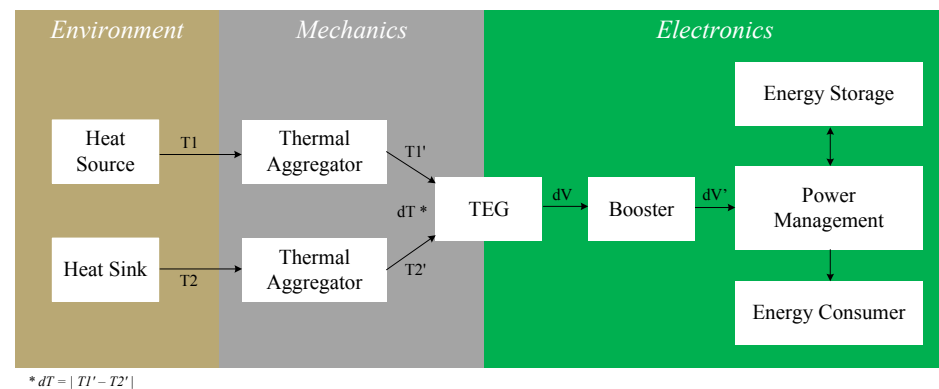 Environment
Mechanics
Electronics
Energy Storage
Heat
Source
T1
Thermal
Aggregator
T1'
dT *
TEG
dV
Booster
dV’
Power
Management
Heat Sink
T2
Thermal
Aggregator
T2'
Energy Consumer
* dT = | T1' – T2' |